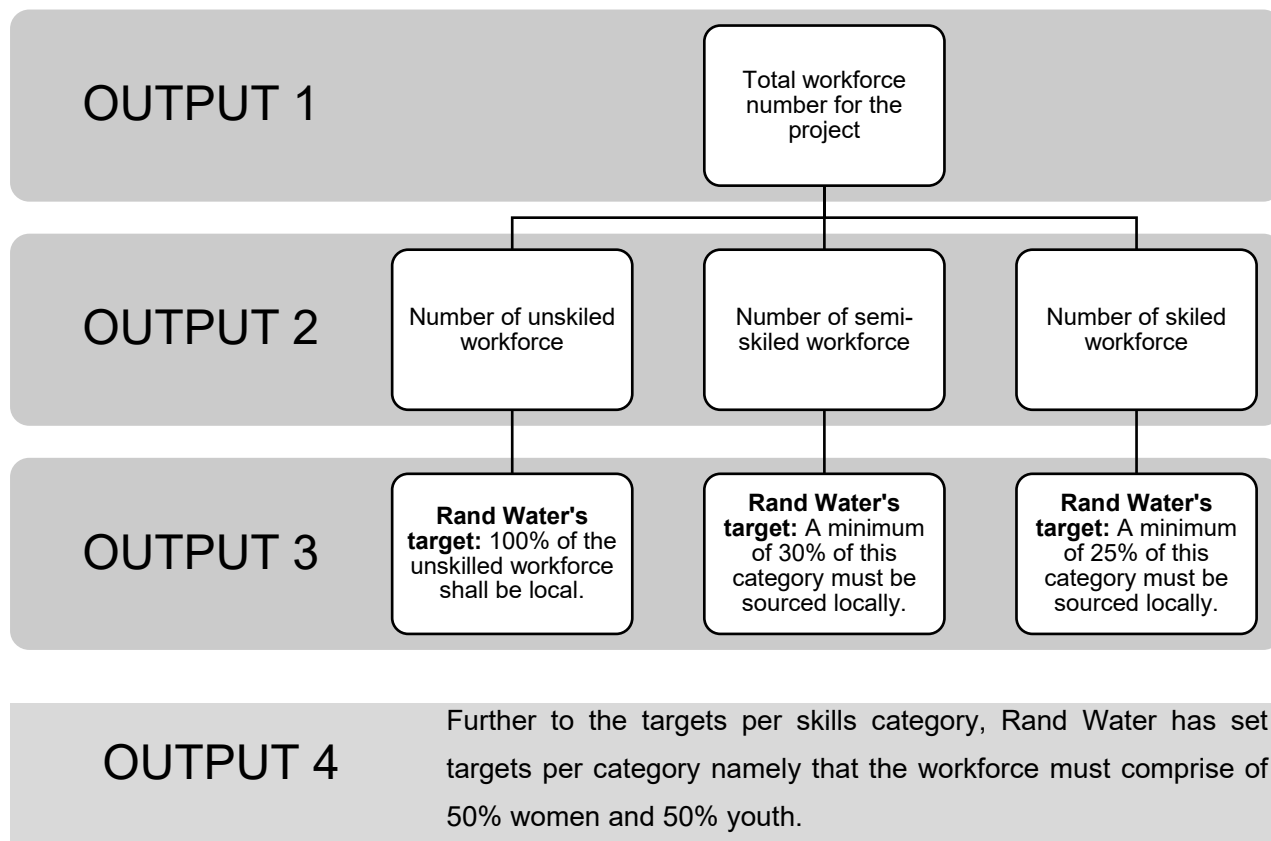 OUTPUT 1
Total workforce
number for the
project
OUTPUT 2
Number of unskiled
workforce
Number of semi-
skiled workforce
Number of skiled
workforce
OUTPUT 3
Rand Water's
target: 100% of the
unskilled workforce
shall be local.
Rand Water's
target: A minimum
of 30% of this
category must be
sourced locally.
Rand Water's
target: A minimum
of 25% of this
category must be
sourced locally.
OUTPUT 4
Further to the targets per skills category, Rand Water has set
targets per category namely that the workforce must comprise of
50% women and 50% youth.